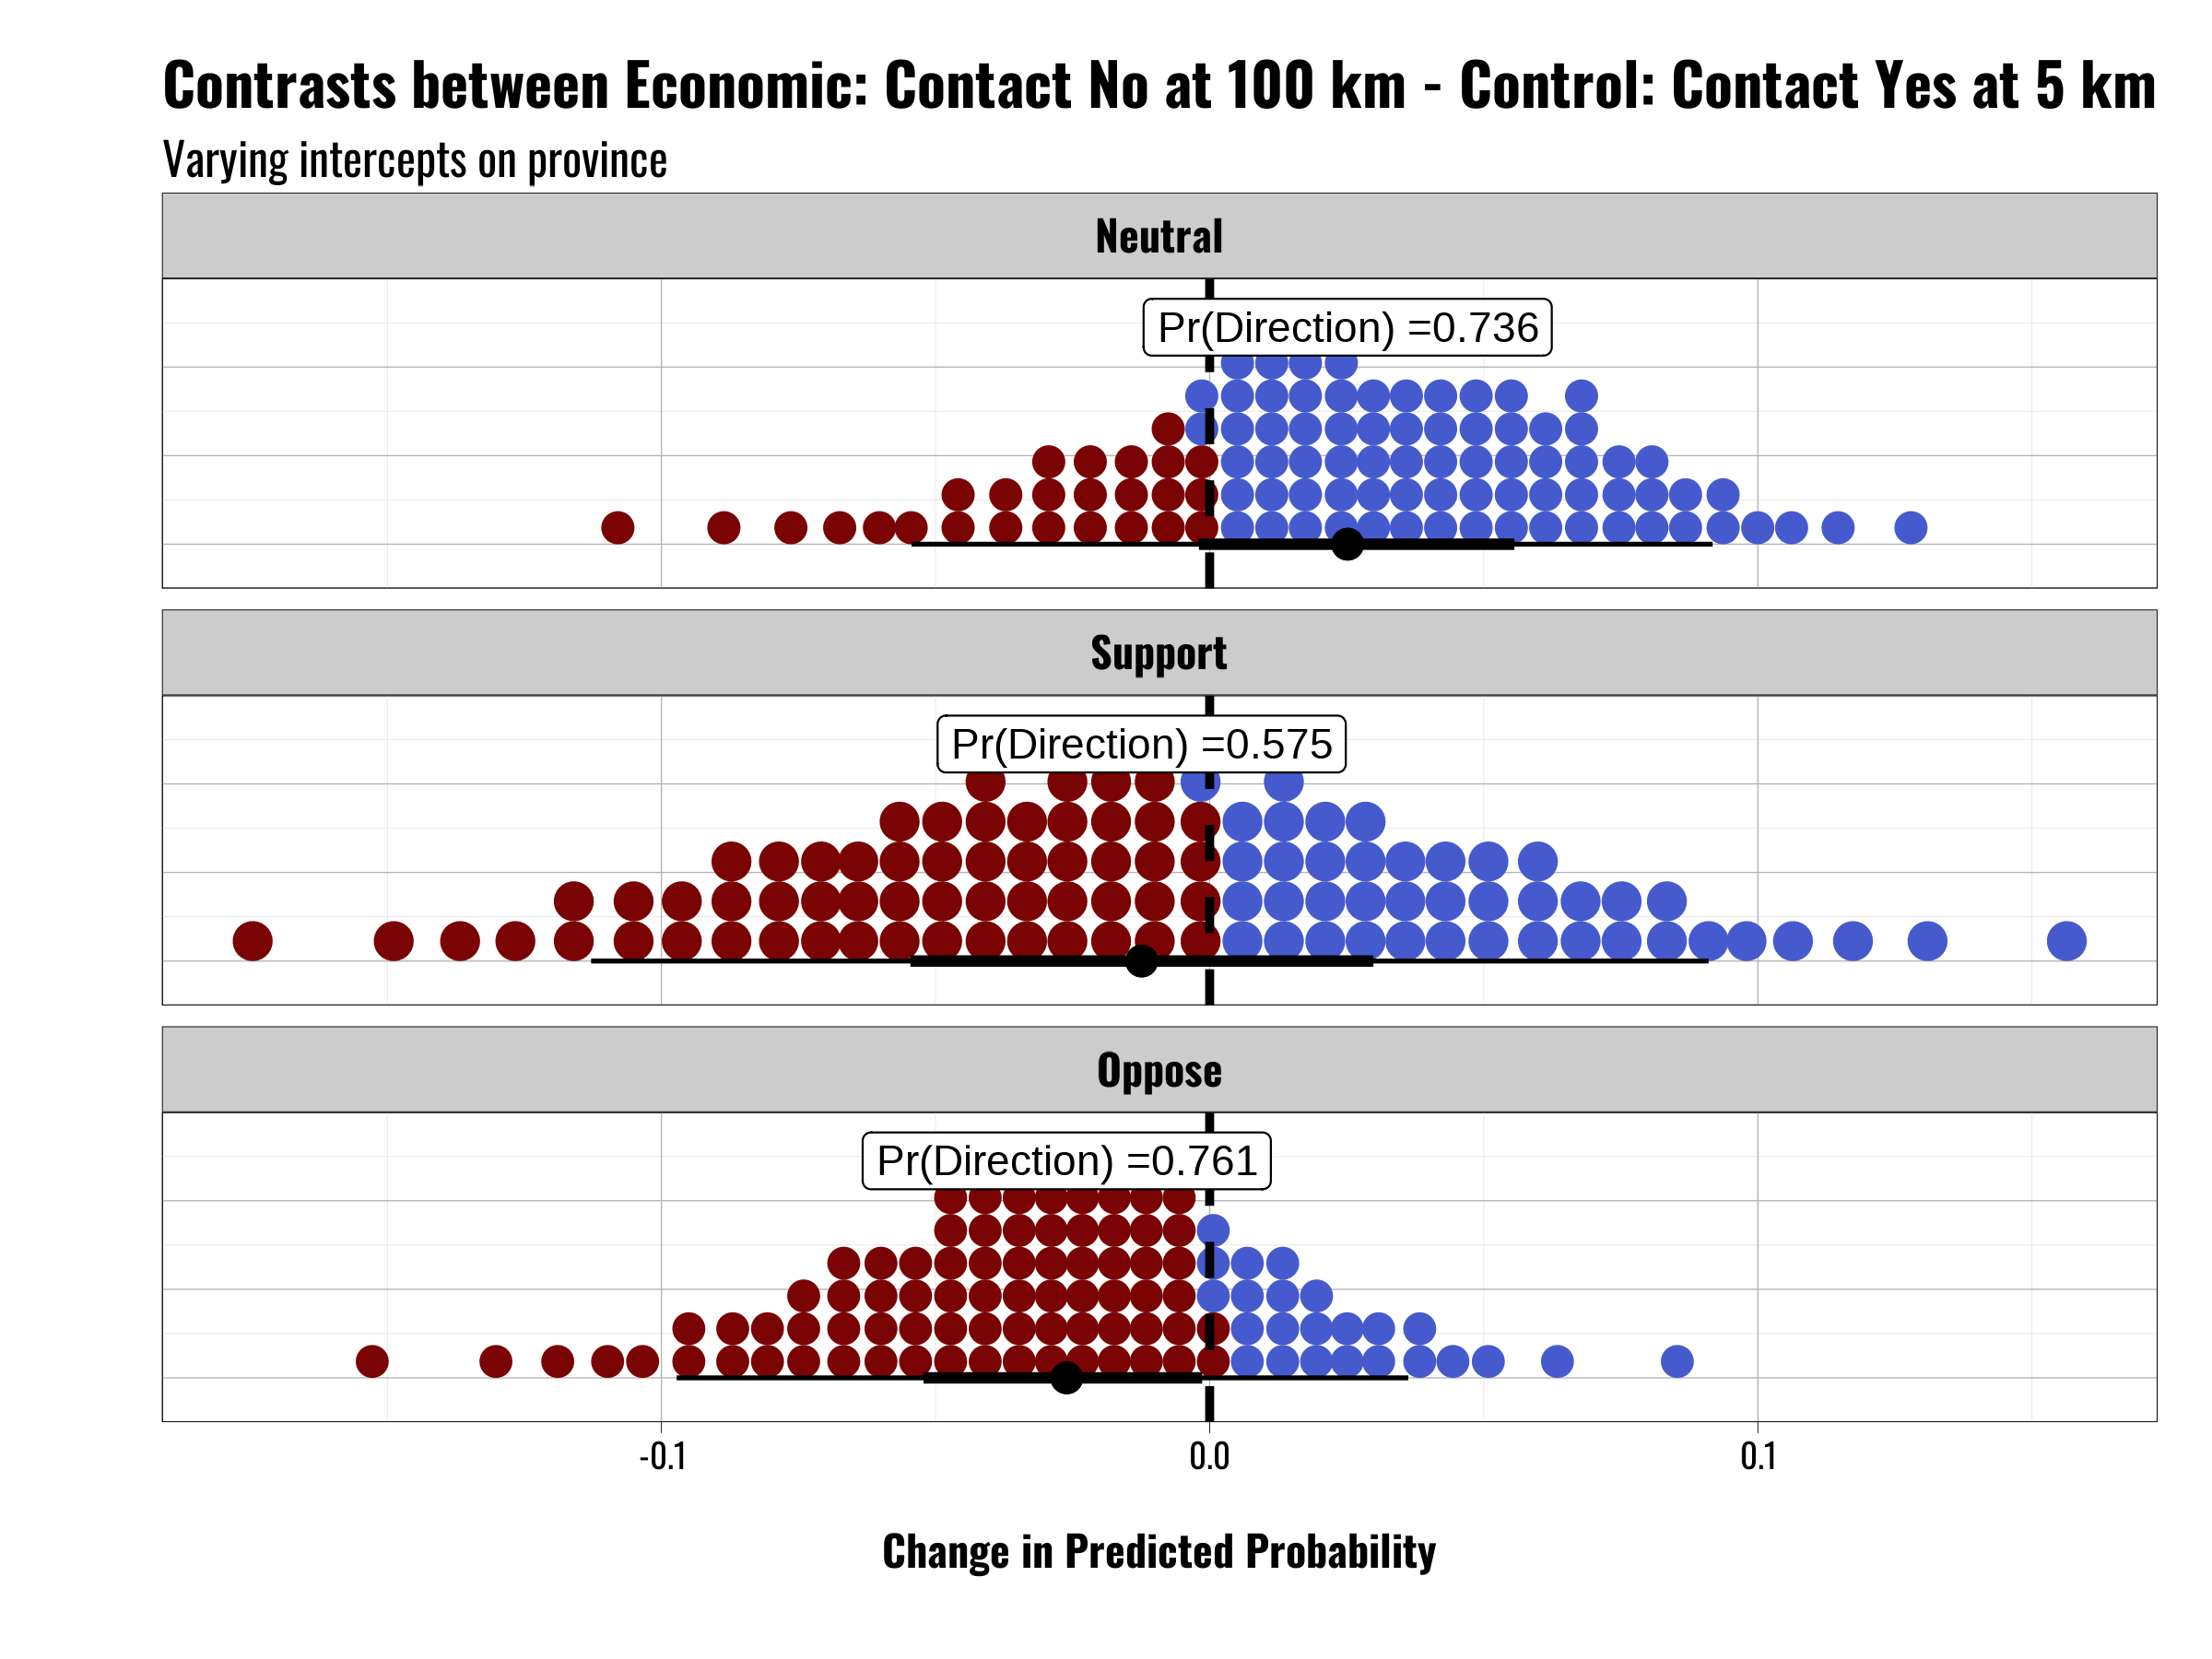 Contrasts between Economic: Contact No at 100 km - Control: Contact Yes at 5 km
Varying intercepts on province
Neutral
Pr(Direction) =0.736
Support
Pr(Direction) =0.575
Oppose
Pr(Direction) =0.761
-0.1 0.0 0.1
Change in Predicted Probability